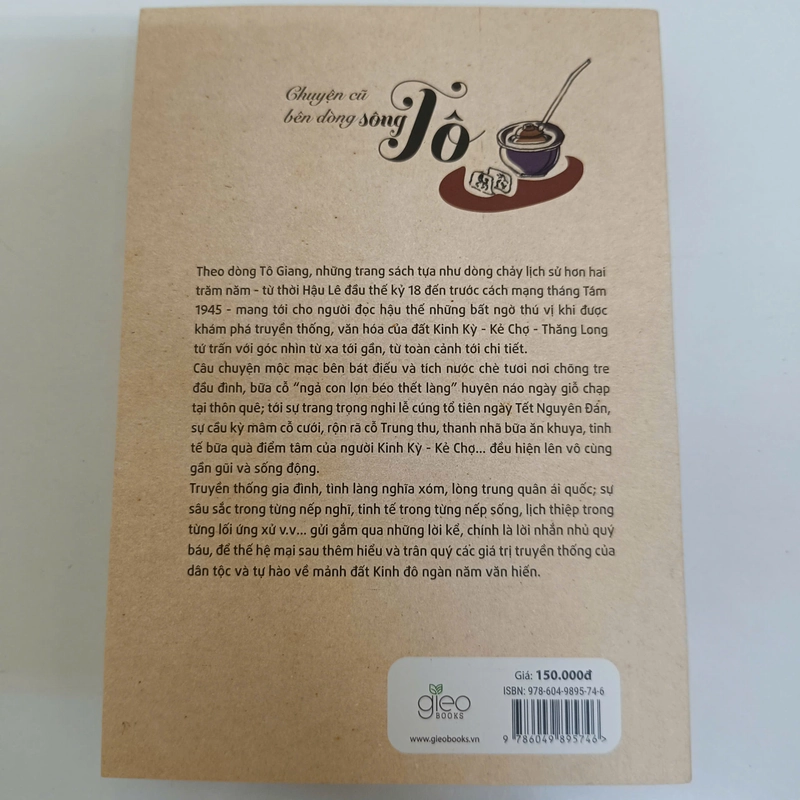 Chuyện cũ
bên dòng sông Tô
Theo dòng Tô Giang, những trang sách tựa như dòng chảy lịch sử hơn hai
trăm năm - từ thời Hậu Lê đầu thế kỷ 18 đến trước cách mạng tháng Tám
1945 - mang tới cho người đọc hậu thế những bất ngờ thú vị khi được
khám phá truyền thống, văn hóa của đất Kinh Kỳ - Kẻ Chợ - Thăng Long
tứ trấn với góc nhìn từ xa tới gần, từ toàn cảnh tới chi tiết.
Câu chuyện mộc mạc bên bát điếu và tích nước chè tươi nơi chõng tre
đầu đình, bữa cỗ “ngả con lợn béo thết làng” huyên náo ngày giỗ chạp
tại thôn quê; tới sự trang trọng nghi lễ cúng tổ tiên ngày Tết Nguyên Đán,
sự cầu kỳ mâm cỗ cưới, rộn rã cỗ Trung thu, thanh nhã bữa ăn khuya, tinh
tế bữa quà điểm tâm của người Kinh Kỳ - Kẻ Chợ... đều hiện lên vô cùng
gần gũi và sống động.
Truyền thống gia đình, tình làng nghĩa xóm, lòng trung quân ái quốc; sự
sâu sắc trong từng nếp nghĩ, tinh tế trong từng nếp sống, lịch thiệp trong
từng lối ứng xử v.v... gửi gắm qua những lời kể, chính là lời nhắn nhủ quý
báu, để thế hệ mai sau thêm hiểu và trân quý các giá trị truyền thống của
dân tộc và tự hào về mảnh đất Kinh đô ngàn năm văn hiến.
gieo
BOOKS
www.gieobooks.vn
Giá: 150.000đ
ISBN: 978-604-9895-74-6
9 786049 895746 >